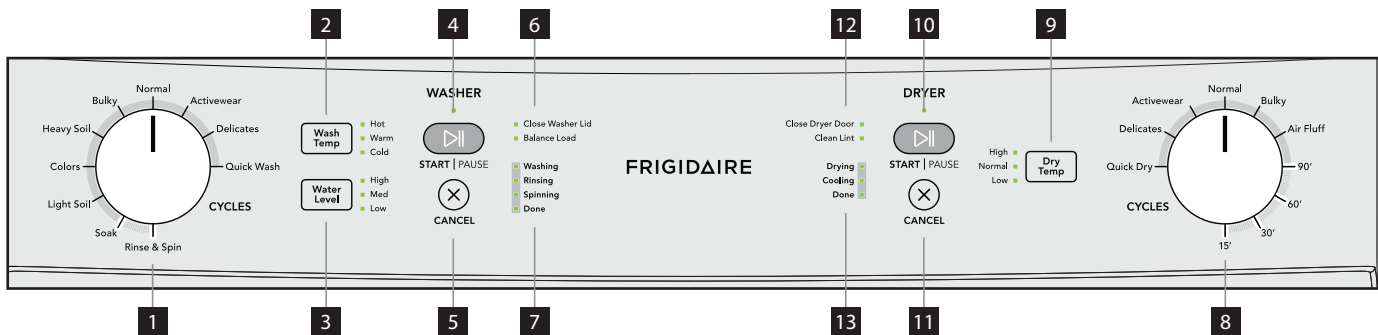 2
4
6
12
10
9
WASHER
DRYER
Normal
Bulky
Activewear
Heavy Soil
Delicates
Colors
Quick Wash
Light Soil
CYCLES
Soak
Rinse & Spin
Wash
Temp
Hot
Warm
Cold
Water
Level
High
Med
Low
START | PAUSE
CANCEL
Close Washer Lid
Balance Load
Washing
Rinsing
Spinning
Done
FRIGIDAIRE
Close Dryer Door
Clean Lint
Drying
Cooling
Done
START | PAUSE
CANCEL
High
Normal
Low
Dry
Temp
Normal
Activewear
Bulky
Delicates
Air Fluff
Quick Dry
90'
CYCLES
60'
30'
15'
1
3
5
7
13
11
8